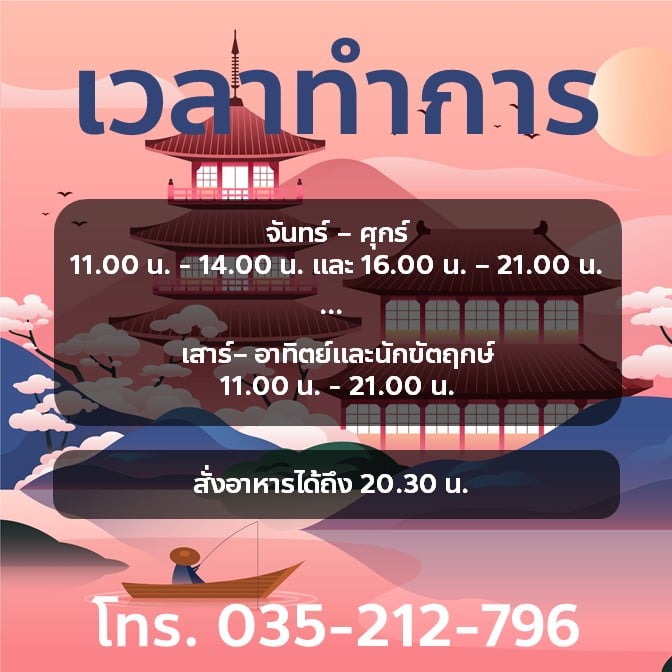 เวลาทำการ
จันทร์ – ศุกร์
11.00 น. - 14.00 น. และ 16.00 น. – 21.00 น.
...
เสาร์– อาทิตย์และนักขัตฤกษ์
11.00 น. - 21.00 น.
สั่งอาหารได้ถึง 20.30 น.
โทร. 035-212-796